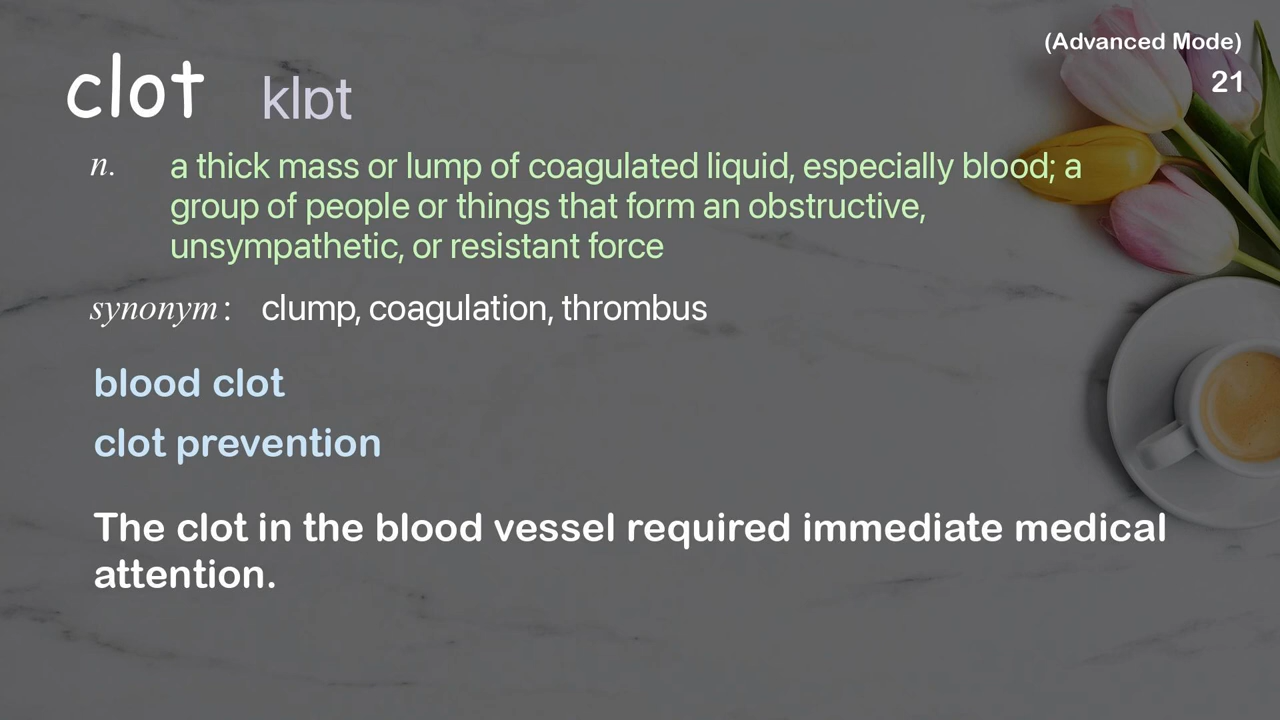 (Advanced Mode)
21
clot klɒt
n. a thick mass or lump of coagulated liquid, especially blood; a
group of people or things that form an obstructive,
unsympathetic, or resistant force
synonym: clump, coagulation, thrombus
blood clot
clot prevention
The clot in the blood vessel required immediate medical
attention.